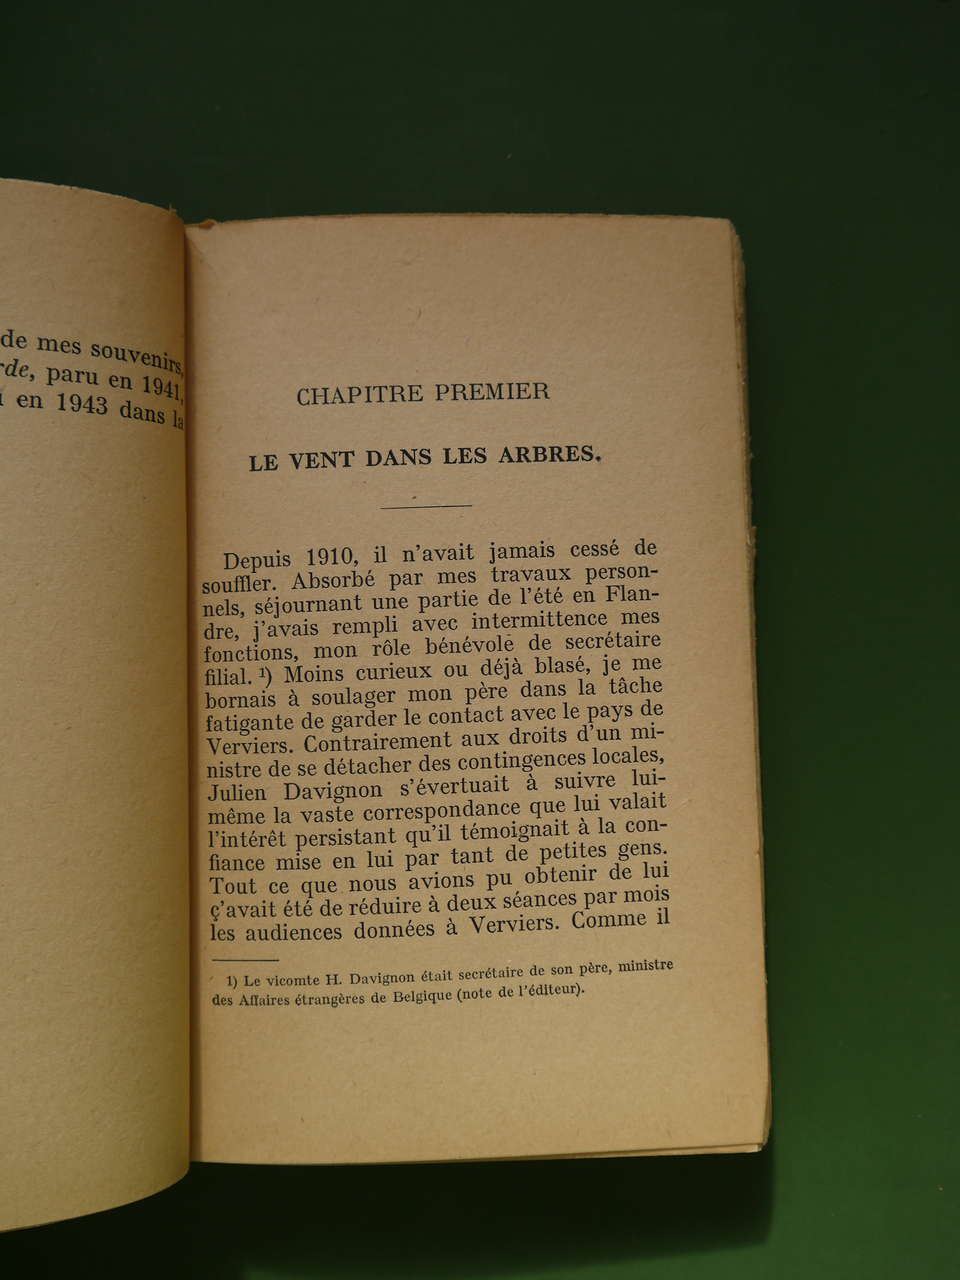 de mes souvenirs,
rde, paru en 1941,
en 1943 dans la
CHAPITRE PREMIER
LE VENT DANS LES ARBRES.
Depuis 1910, il n'avait jamais cessé de
souffler. Absorbé par mes travaux person-
nels, séjournant une partie de l'été en Flan-
dre, j'avais rempli avec intermittence mes
fonctions, mon rôle bénévole de secrétaire
filial. 1) Moins curieux ou déjà blasé, je me
bornais à soulager mon père dans la tâche
fatigante de garder le contact avec le pays de
Verviers. Contrairement aux droits d'un mi-
nistre de se détacher des contingences locales,
Julien Davignon s'évertuait à suivre lui-
même la vaste correspondance que lui valait
l'intérêt persistant qu'il témoignait à la con-
fiance mise en lui par tant de petites gens.
Tout ce que nous avions pu obtenir de lui
ç'avait été de réduire à deux séances par mois
les audiences données à Verviers. Comme il
1) Le vicomte H. Davignon était secrétaire de son père, ministre
des Affaires étrangères de Belgique (note de l'éditeur).